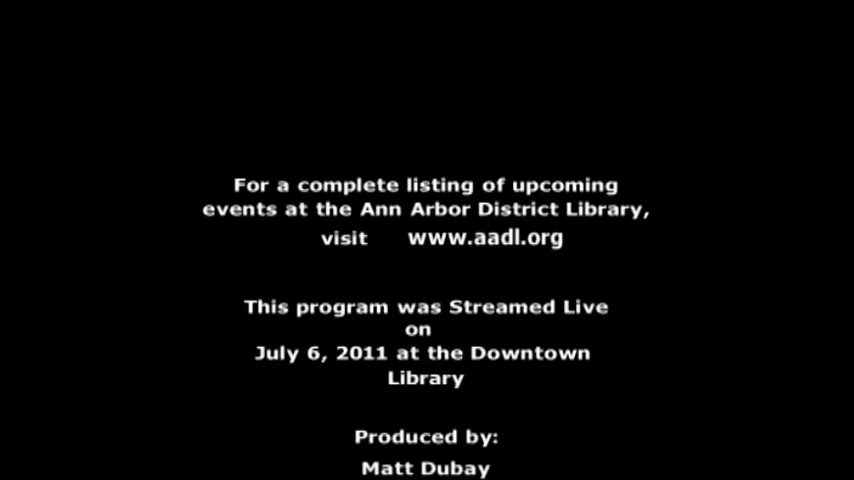 For a complete listing of upcoming
events at the Ann Arbor District Library,
visit www.aadl.org
This program was Streamed Live
on
July 6, 2011 at the Downtown
Library
Produced by:
Matt Dubay